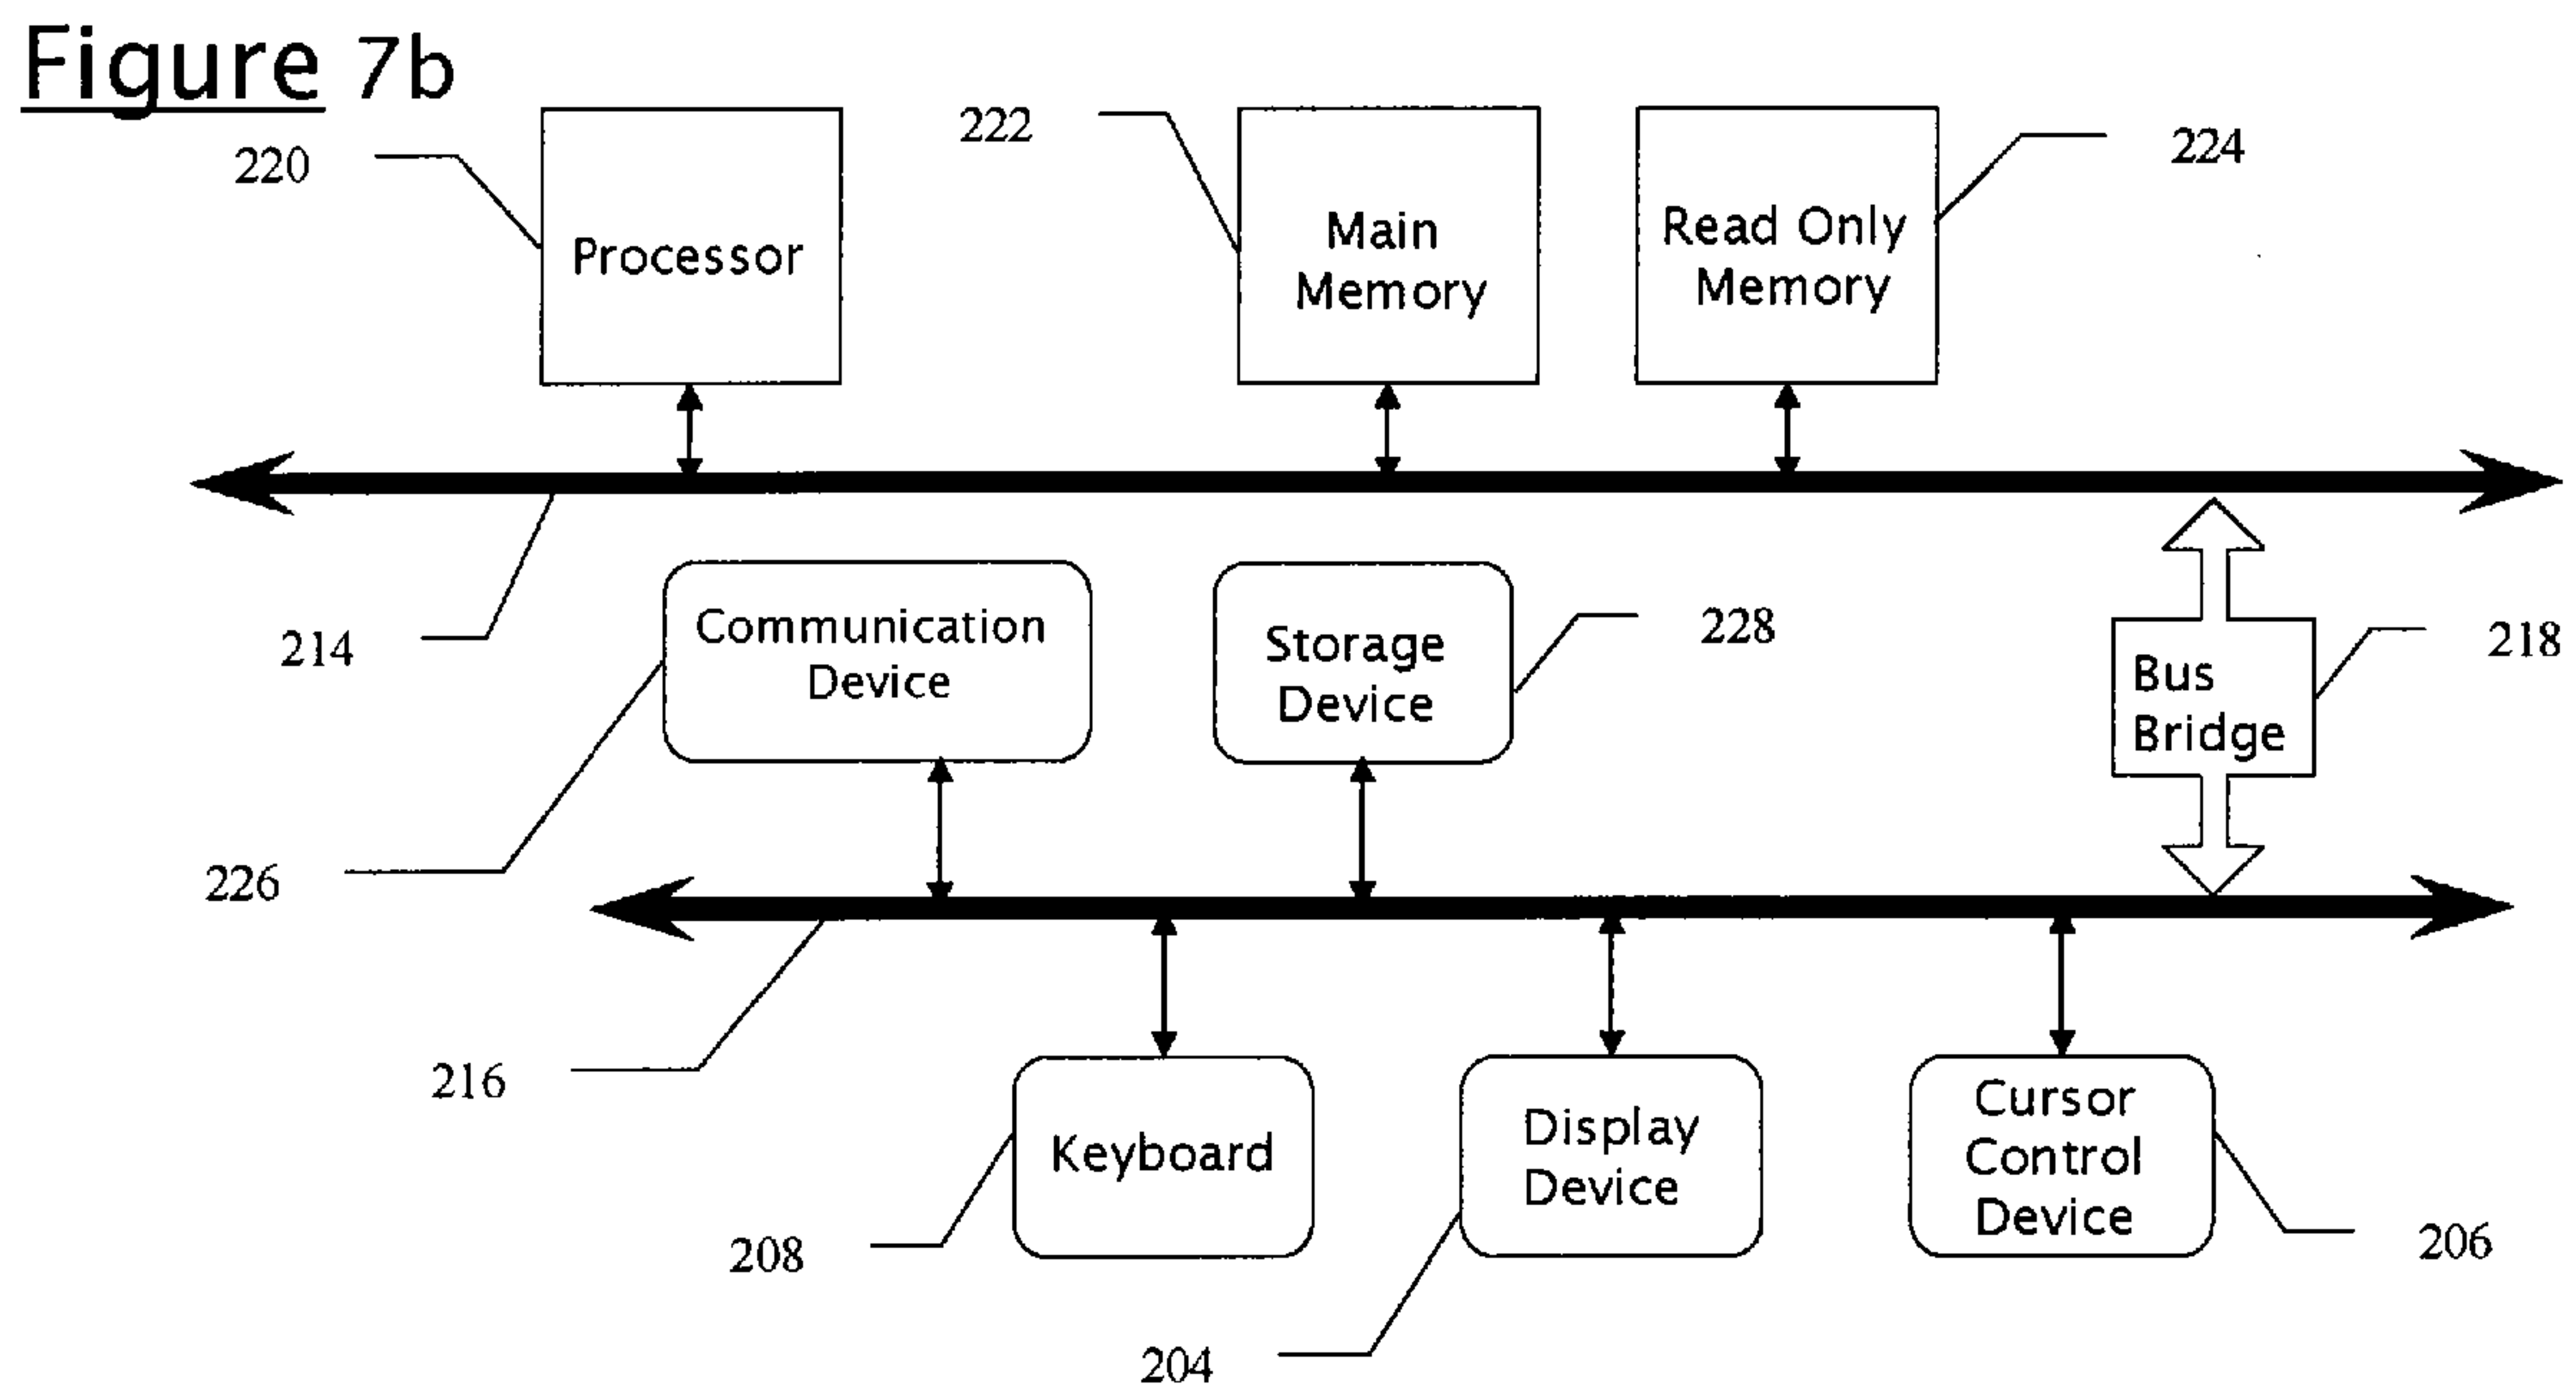 Figure 7b
220
Processor
222
Main
Memory
Read Only
Memory
224
214
Communication
Device
Storage
Device
228
Bus
Bridge
218
226
216
Keyboard
208
Display
Device
204
Cursor
Control
Device
206